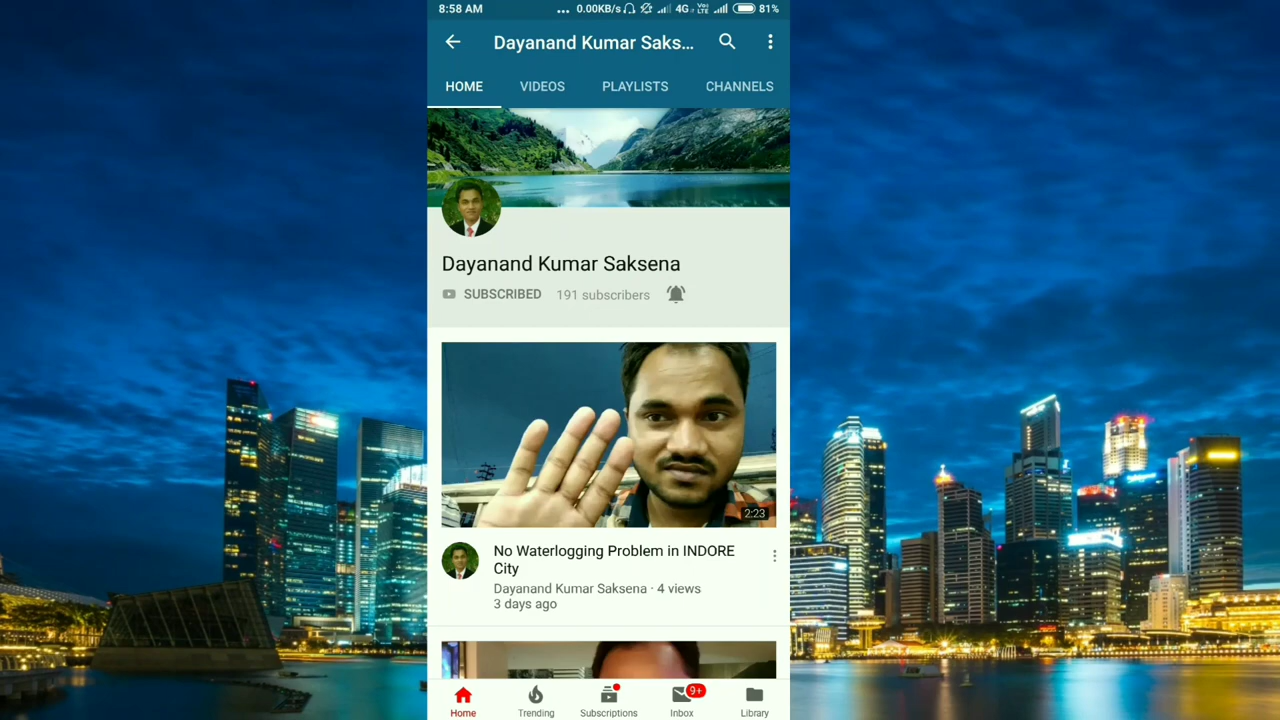 8:58 AM ... 0.00KB/s 4G Vo LTE 81%
Dayanand Kumar Saks...
HOME VIDEOS PLAYLISTS CHANNELS
Dayanand Kumar Saksena
SUBSCRIBED 191 subscribers
2:23
No Waterlogging Problem in INDORE
City
Dayanand Kumar Saksena · 4 views
3 days ago
9+
Home Trending Subscriptions Inbox Library